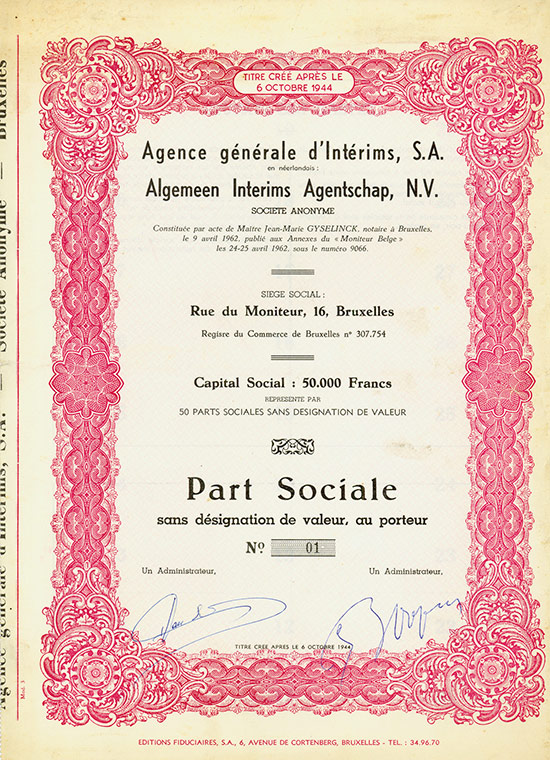 TITRE CRÉÉ APRÈS LE
6 OCTOBRE 1944
Agence générale d'Intérims, S.A.
en néerlandais :
Algemeen Interims Agentschap, N.V.
SOCIETE ANONYME
Constituée par acte de Maître Jean-Marie GYSELINCK, notaire à Bruxelles,
le 9 avril 1962, publié aux Annexes du « Moniteur Belge »
les 24-25 avril 1962, sous le numéro 9066.
SIEGE SOCIAL :
Rue du Moniteur, 16, Bruxelles
Regisre du Commerce de Bruxelles n° 307.754
Capital Social : 50.000 Francs
REPRESENTE PAR
50 PARTS SOCIALES SANS DESIGNATION DE VALEUR
Part Sociale
sans désignation de valeur, au porteur
N° 01
Un Administrateur, Un Administrateur,
TITRE CRÉE APRES LE 6 OCTOBRE 1944
EDITIONS FIDUCIAIRES, S.A., 6, AVENUE DE CORTENBERG, BRUXELLES - TEL. : 34.96.70
Agence générale d'Intérims, S.A. — Société Anonyme — Bruxelles
Mod. 3